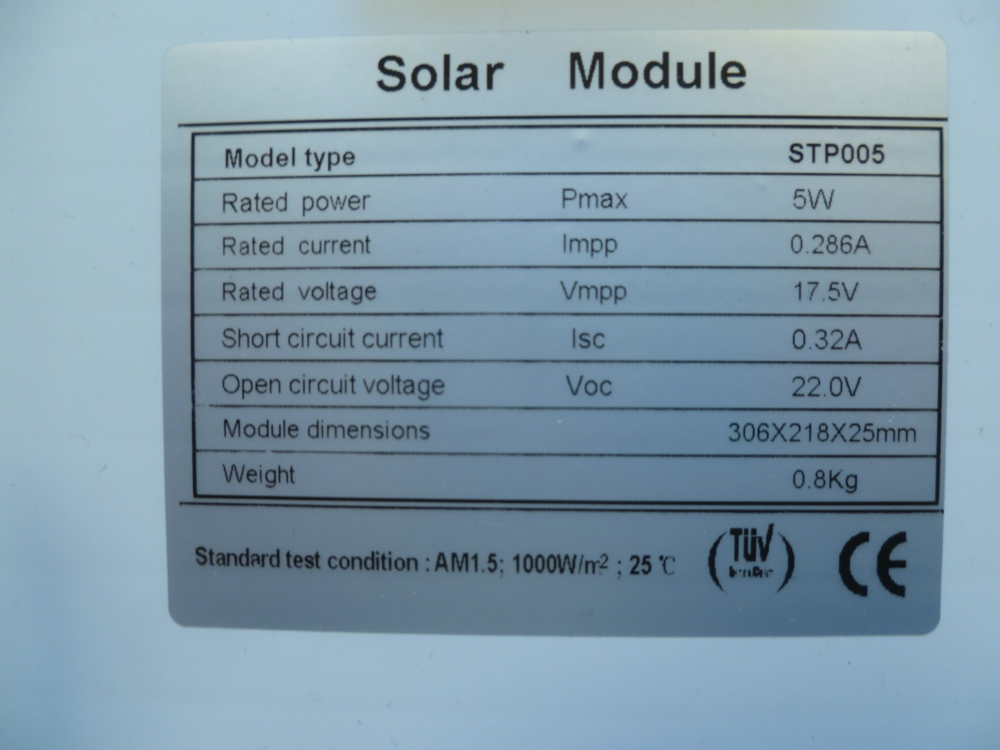 Solar Module
Model type STP005
Rated power Pmax 5W
Rated current Impp 0.286A
Rated voltage Vmpp 17.5V
Short circuit current Isc 0.32A
Open circuit voltage Voc 22.0V
Module dimensions 306X218X25mm
Weight 0.8Kg
Standard test condition : AM1.5; 1000W/m² ; 25 ℃ TÜV CE